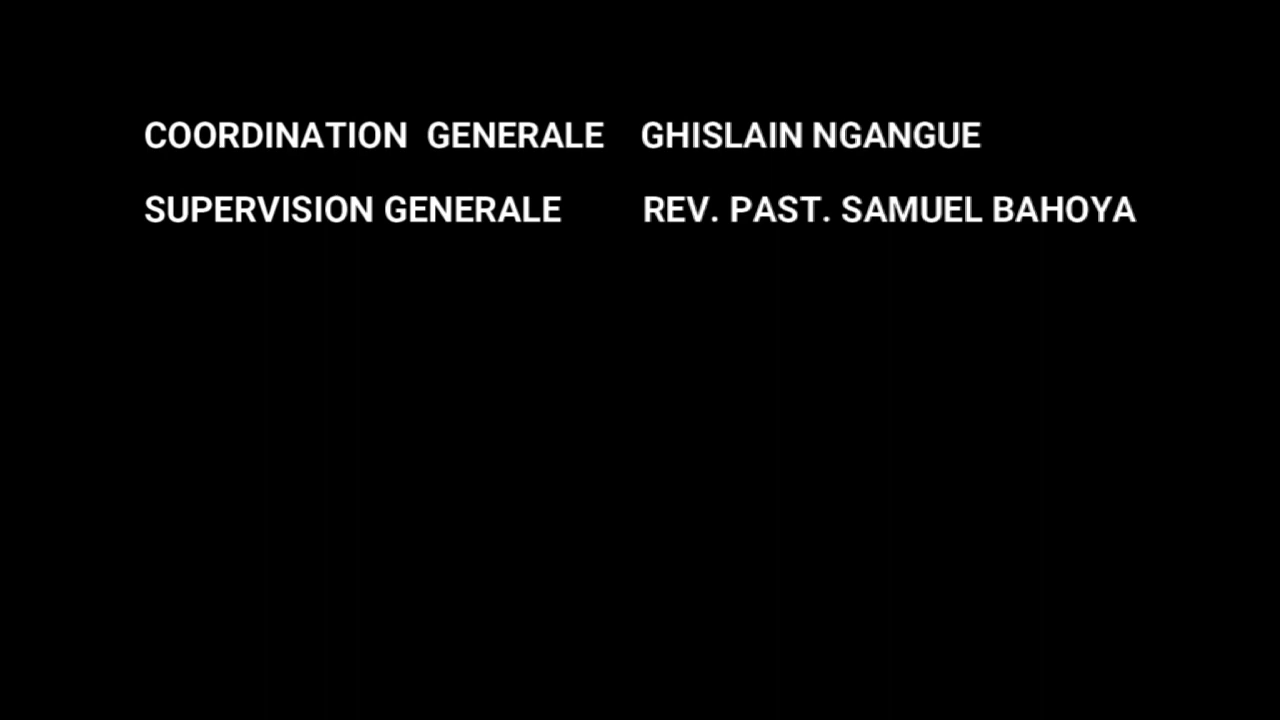 COORDINATION GENERALE GHISLAIN NGANGUE
SUPERVISION GENERALE REV. PAST. SAMUEL BAHOYA